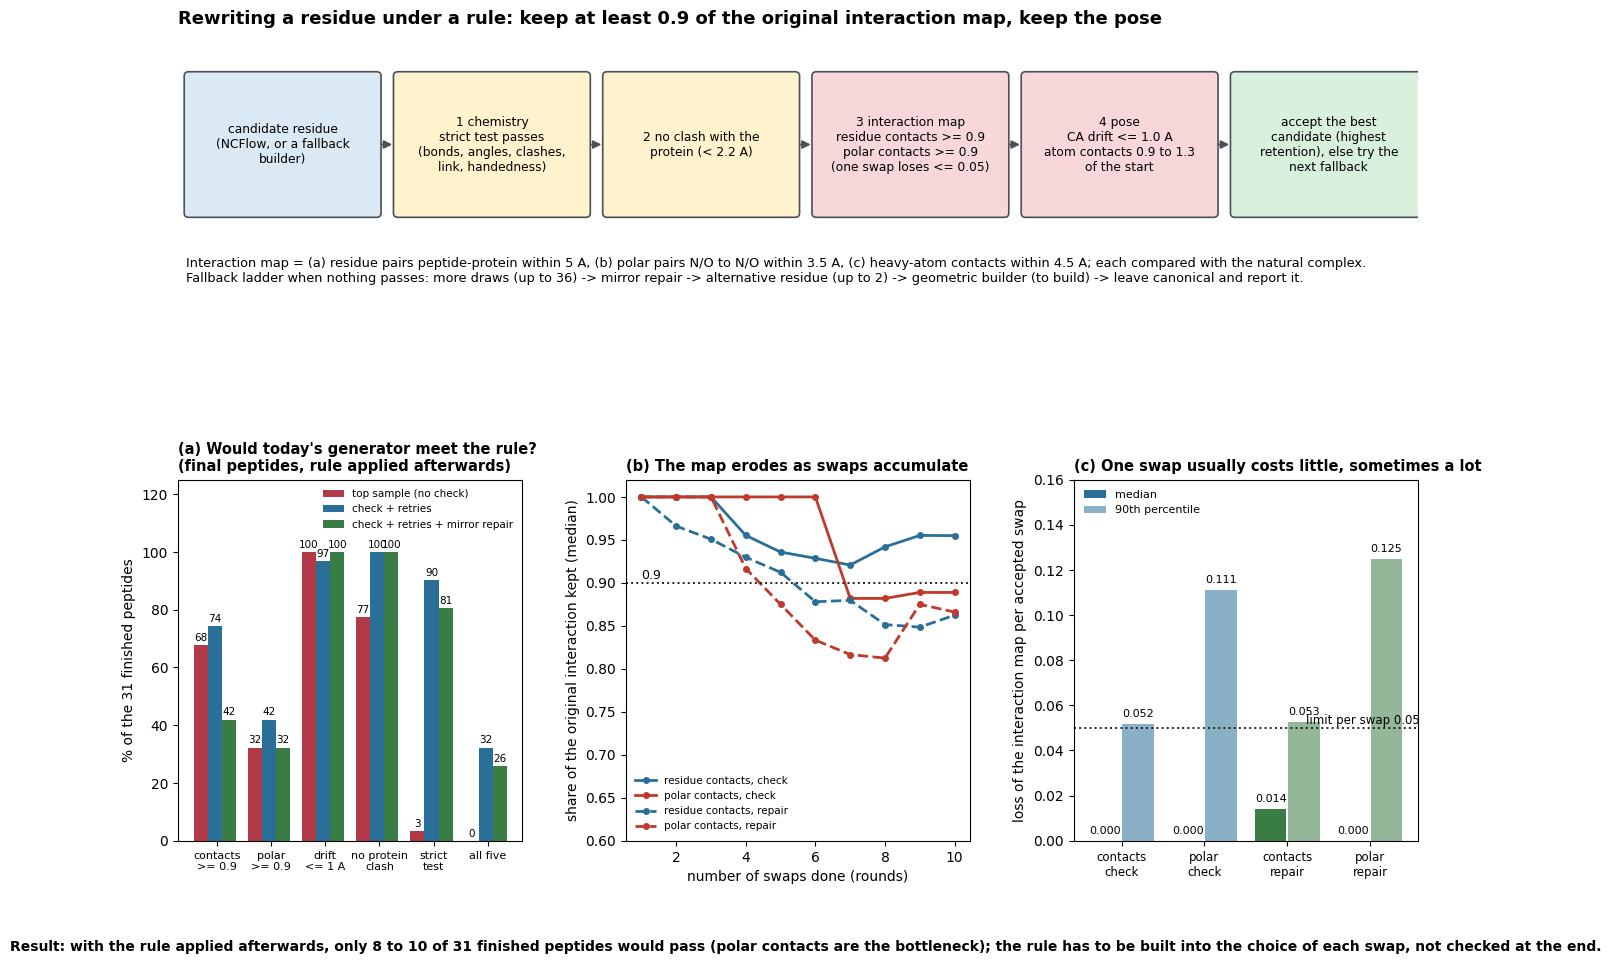 Rewriting a residue under a rule: keep at least 0.9 of the original interaction map, keep the pose
candidate residue
(NCFlow, or a fallback
builder)
1 chemistry
strict test passes
(bonds, angles, clashes,
link, handedness)
2 no clash with the
protein (< 2.2 A)
3 interaction map
residue contacts >= 0.9
polar contacts >= 0.9
(one swap loses <= 0.05)
4 pose
CA drift <= 1.0 A
atom contacts 0.9 to 1.3
of the start
accept the best
candidate (highest
retention), else try the
next fallback
Interaction map = (a) residue pairs peptide-protein within 5 A, (b) polar pairs N/O to N/O within 3.5 A, (c) heavy-atom contacts within 4.5 A; each compared with the natural complex.
Fallback ladder when nothing passes: more draws (up to 36) -> mirror repair -> alternative residue (up to 2) -> geometric builder (to build) -> leave canonical and report it.
(a) Would today's generator meet the rule?
(final peptides, rule applied afterwards)
% of the 31 finished peptides
120
100
80
60
40
20
0
top sample (no check)
check + retries
check + retries + mirror repair
68
74
42
32
42
32
100
97
100
77
100
100
3
90
81
0
32
26
contacts
>= 0.9
polar
>= 0.9
drift
<= 1 A
no protein
clash
strict
test
all five
(b) The map erodes as swaps accumulate
share of the original interaction kept (median)
1.00
0.95
0.90
0.85
0.80
0.75
0.70
0.65
0.60
0.9
residue contacts, check
polar contacts, check
residue contacts, repair
polar contacts, repair
2
4
6
8
10
number of swaps done (rounds)
(c) One swap usually costs little, sometimes a lot
loss of the interaction map per accepted swap
0.16
0.14
0.12
0.10
0.08
0.06
0.04
0.02
0.00
median
90th percentile
0.000
0.052
0.000
0.111
0.014
0.053
0.000
0.125
limit per swap 0.05
contacts
check
polar
check
contacts
repair
polar
repair
Result: with the rule applied afterwards, only 8 to 10 of 31 finished peptides would pass (polar contacts are the bottleneck); the rule has to be built into the choice of each swap, not checked at the end.